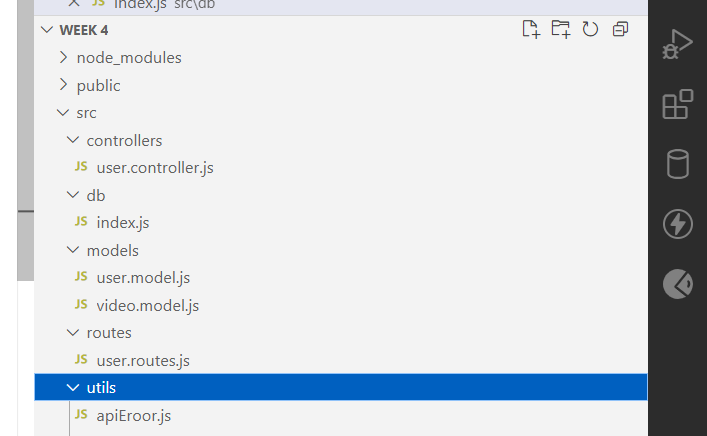 index.js src\db
WEEK 4
node_modules
public
src
controllers
JS user.controller.js
db
JS index.js
models
JS user.model.js
JS video.model.js
routes
JS user.routes.js
utils
JS apiEroor.js